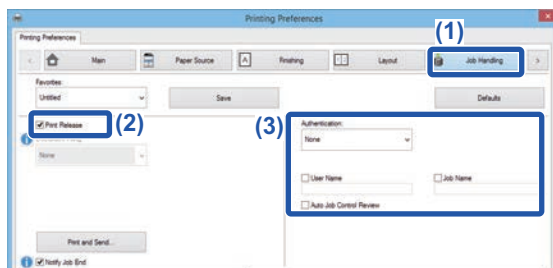 Printing Preferences
Printing Preferences
(1)
Main
Paper Source
Finishing
Layout
Job Handling
Favorites:
Untitled
Save
Defaults
Print Release
(2)
(3)
Authentication:
None
None
User Name
Job Name
Auto Job Control Review
Print and Send...
Notify Job End